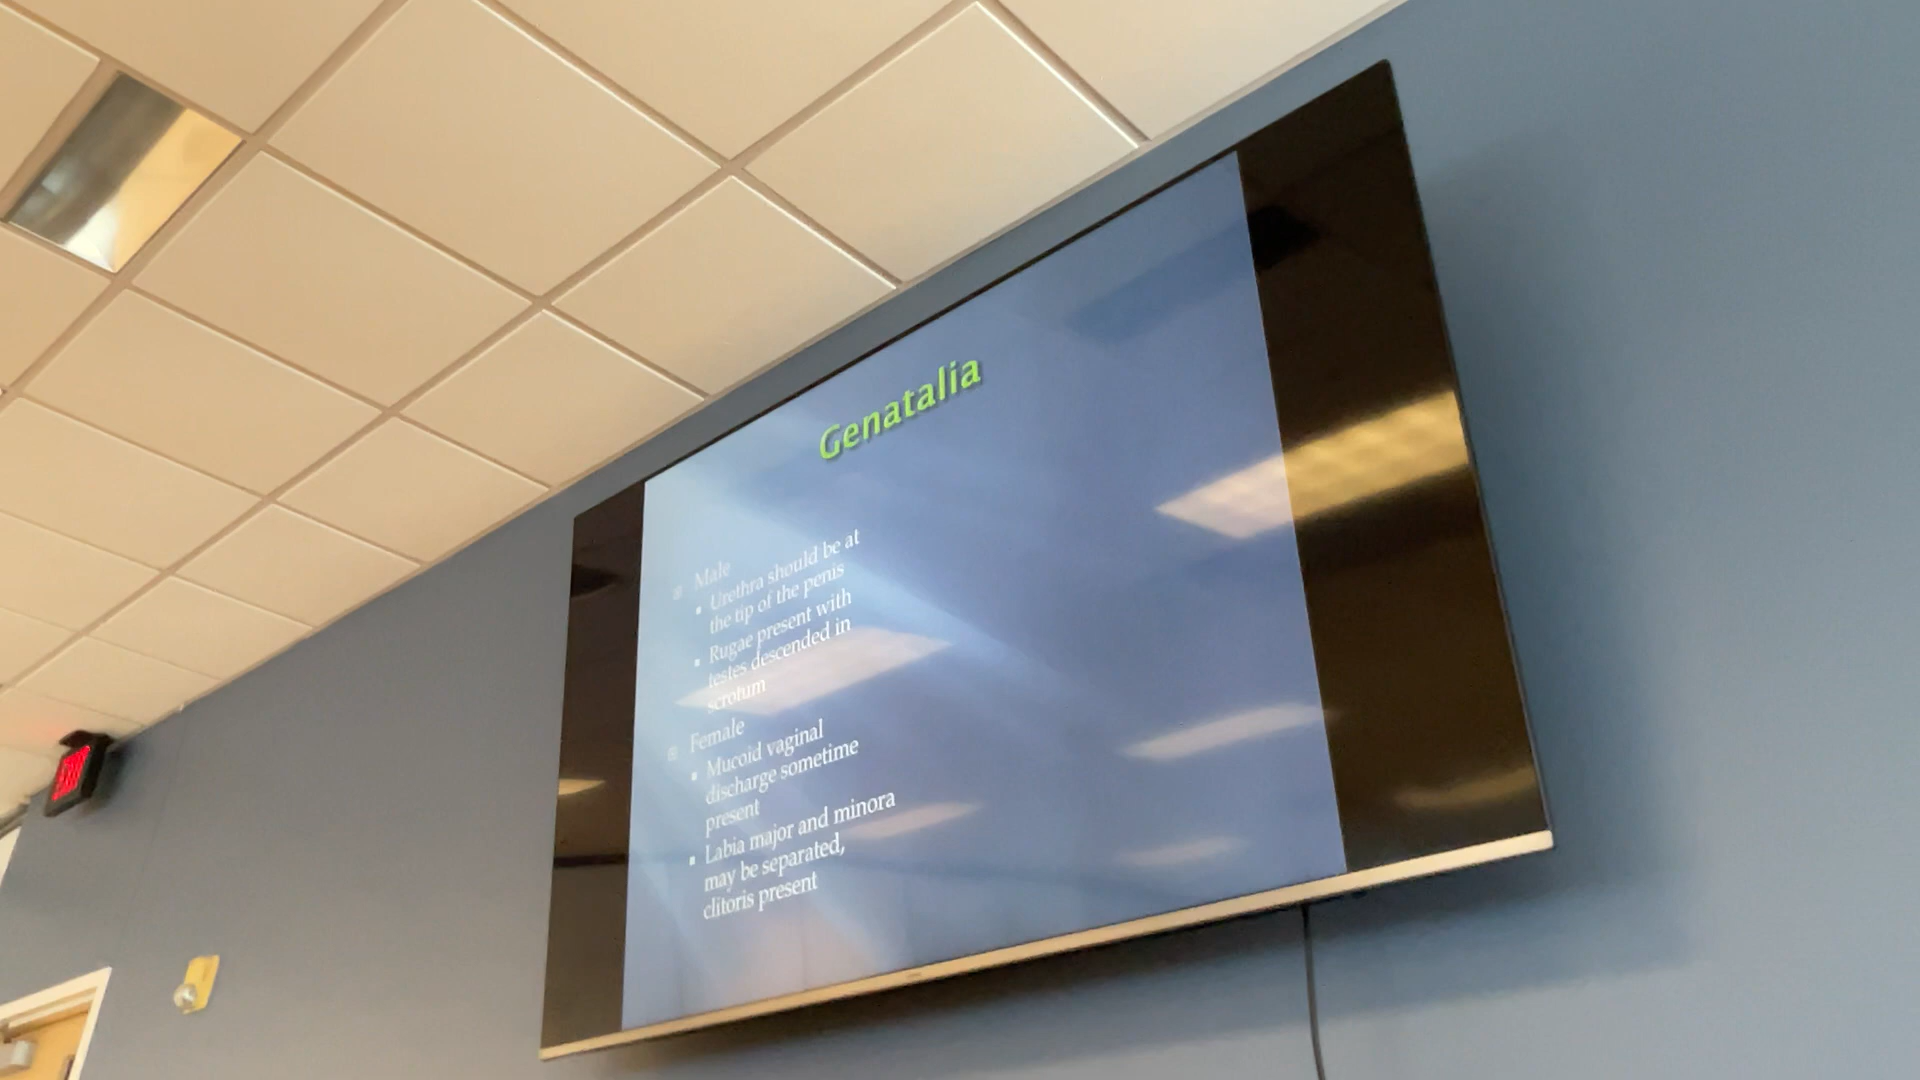 Genatalia
Male
Urethra should be at
the tip of the penis
Rugae present with
testes descended in
scrotum
Female
Mucoid vaginal
discharge sometime
present
Labia major and minora
may be separated,
clitoris present